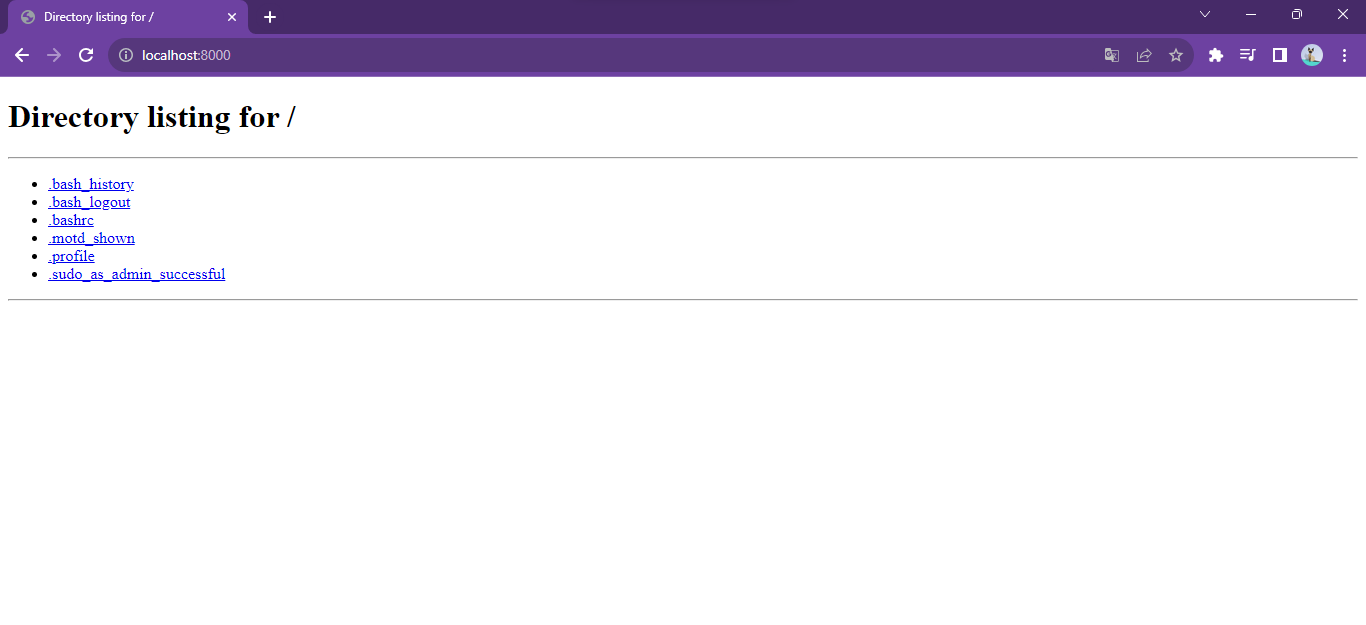 Directory listing for /
localhost:8000
Directory listing for /
.bash_history
.bash_logout
.bashrc
.motd_shown
.profile
.sudo_as_admin_successful